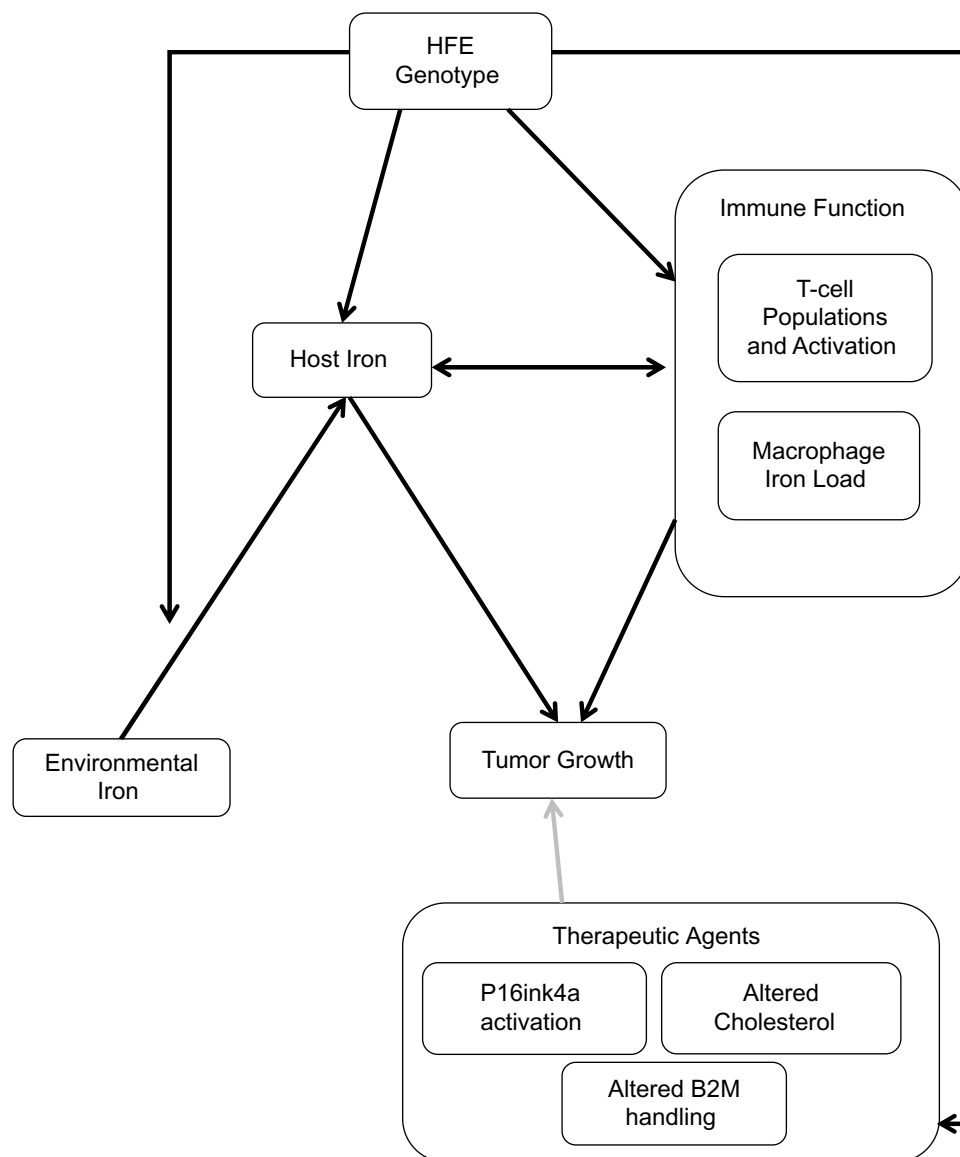 HFE
Genotype
Immune Function
T-cell
Populations
and Activation
Host Iron
Macrophage
Iron Load
Environmental
Iron
Tumor Growth
Therapeutic Agents
P16ink4a
activation
Altered
Cholesterol
Altered B2M
handling